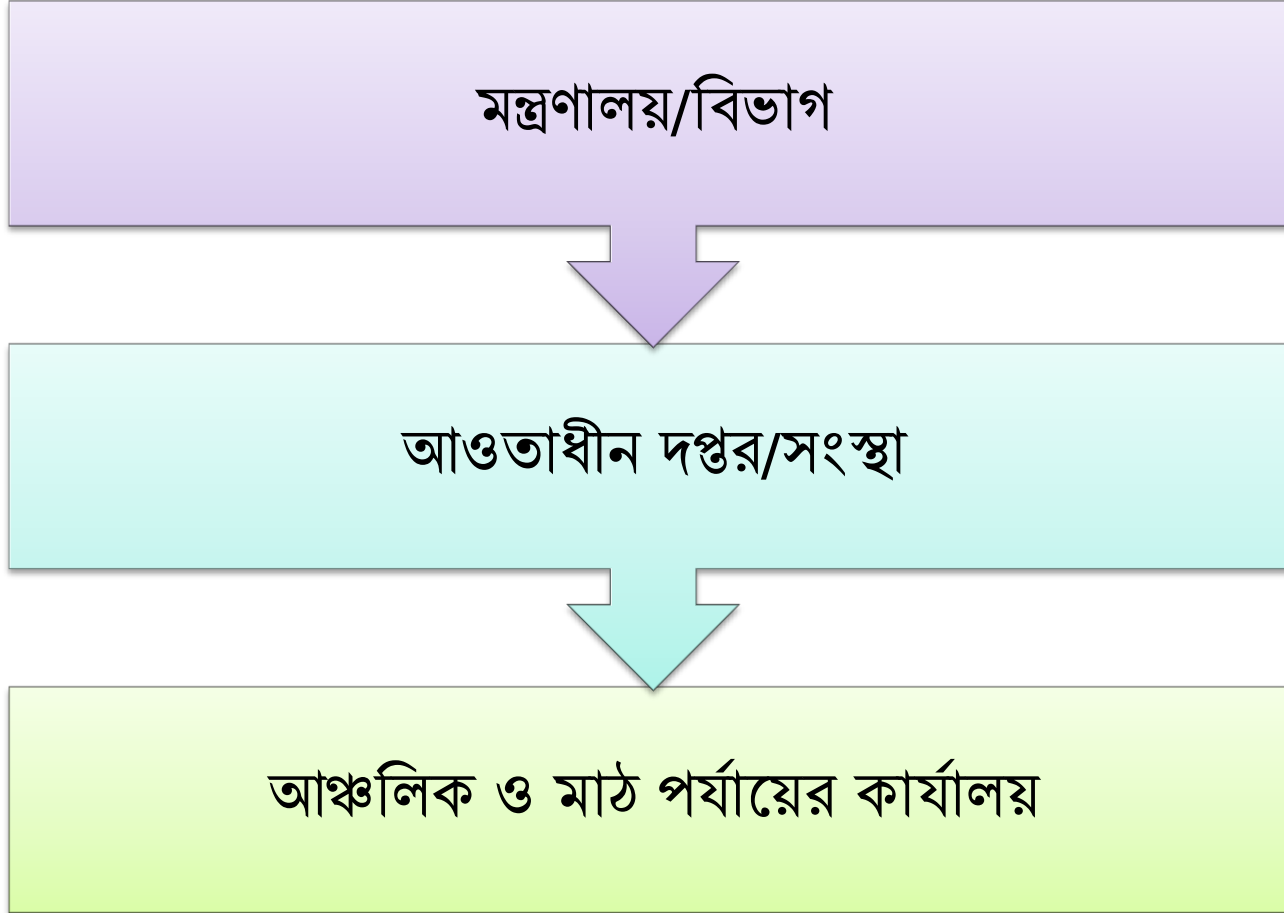 মন্ত্রণালয়/বিভাগ
আওতাধীন দপ্তর/সংস্থা
আঞ্চলিক ও মাঠ পর্যায়ের কার্যালয়